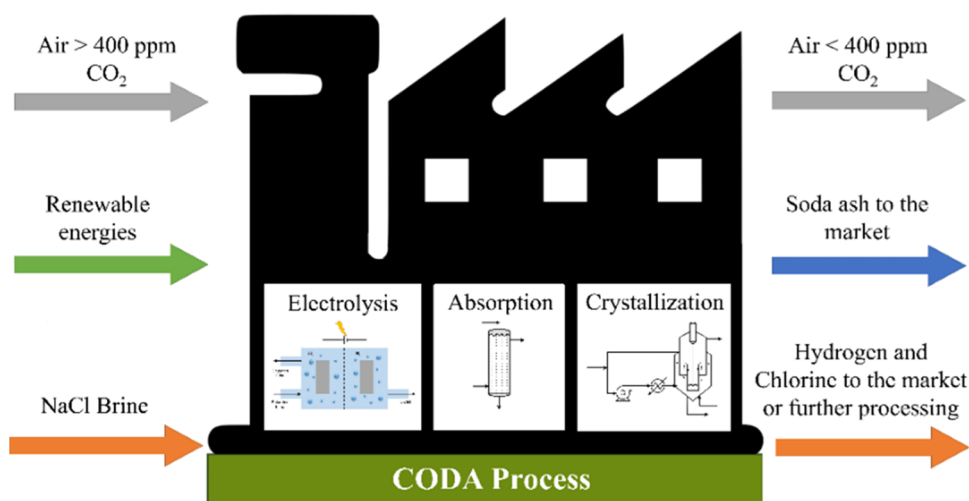 Air > 400 ppm
CO₂
Renewable
energies
NaCl Brine
Electrolysis
Absorption
Crystallization
CODA Process
Air < 400 ppm
CO₂
Soda ash to the
market
Hydrogen and
Chlorine to the market
or further processing